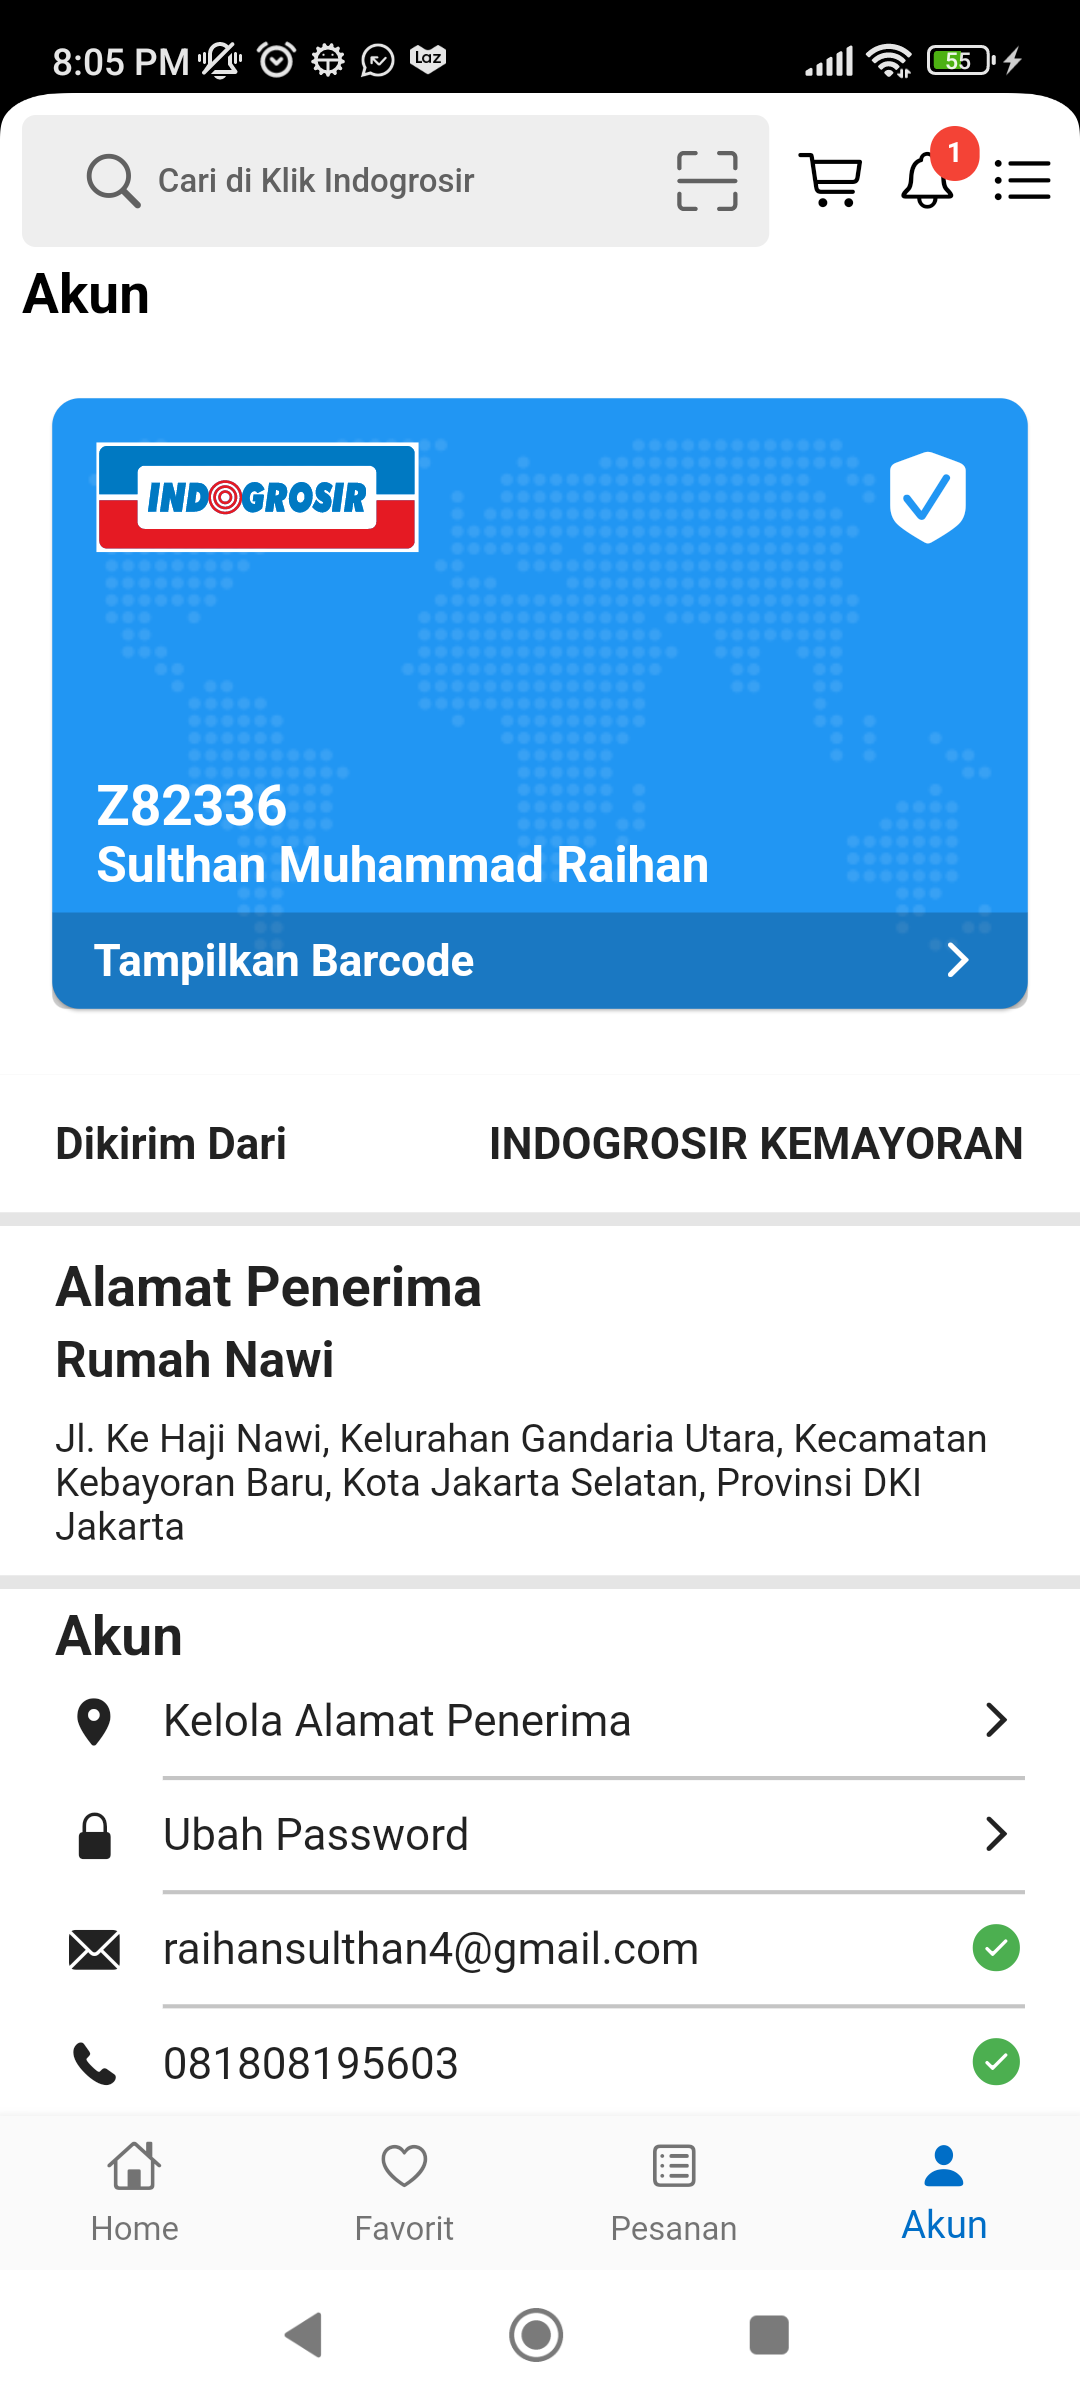 8:05 PM
Laz
55
Cari di Klik Indogrosir
1
Akun
INDOGROSIR
Z82336
Sulthan Muhammad Raihan
Tampilkan Barcode
Dikirim Dari
INDOGROSIR KEMAYORAN
Alamat Penerima
Rumah Nawi
Jl. Ke Haji Nawi, Kelurahan Gandaria Utara, Kecamatan
Kebayoran Baru, Kota Jakarta Selatan, Provinsi DKI
Jakarta
Akun
Kelola Alamat Penerima
Ubah Password
raihansulthan4@gmail.com
081808195603
Home
Favorit
Pesanan
Akun